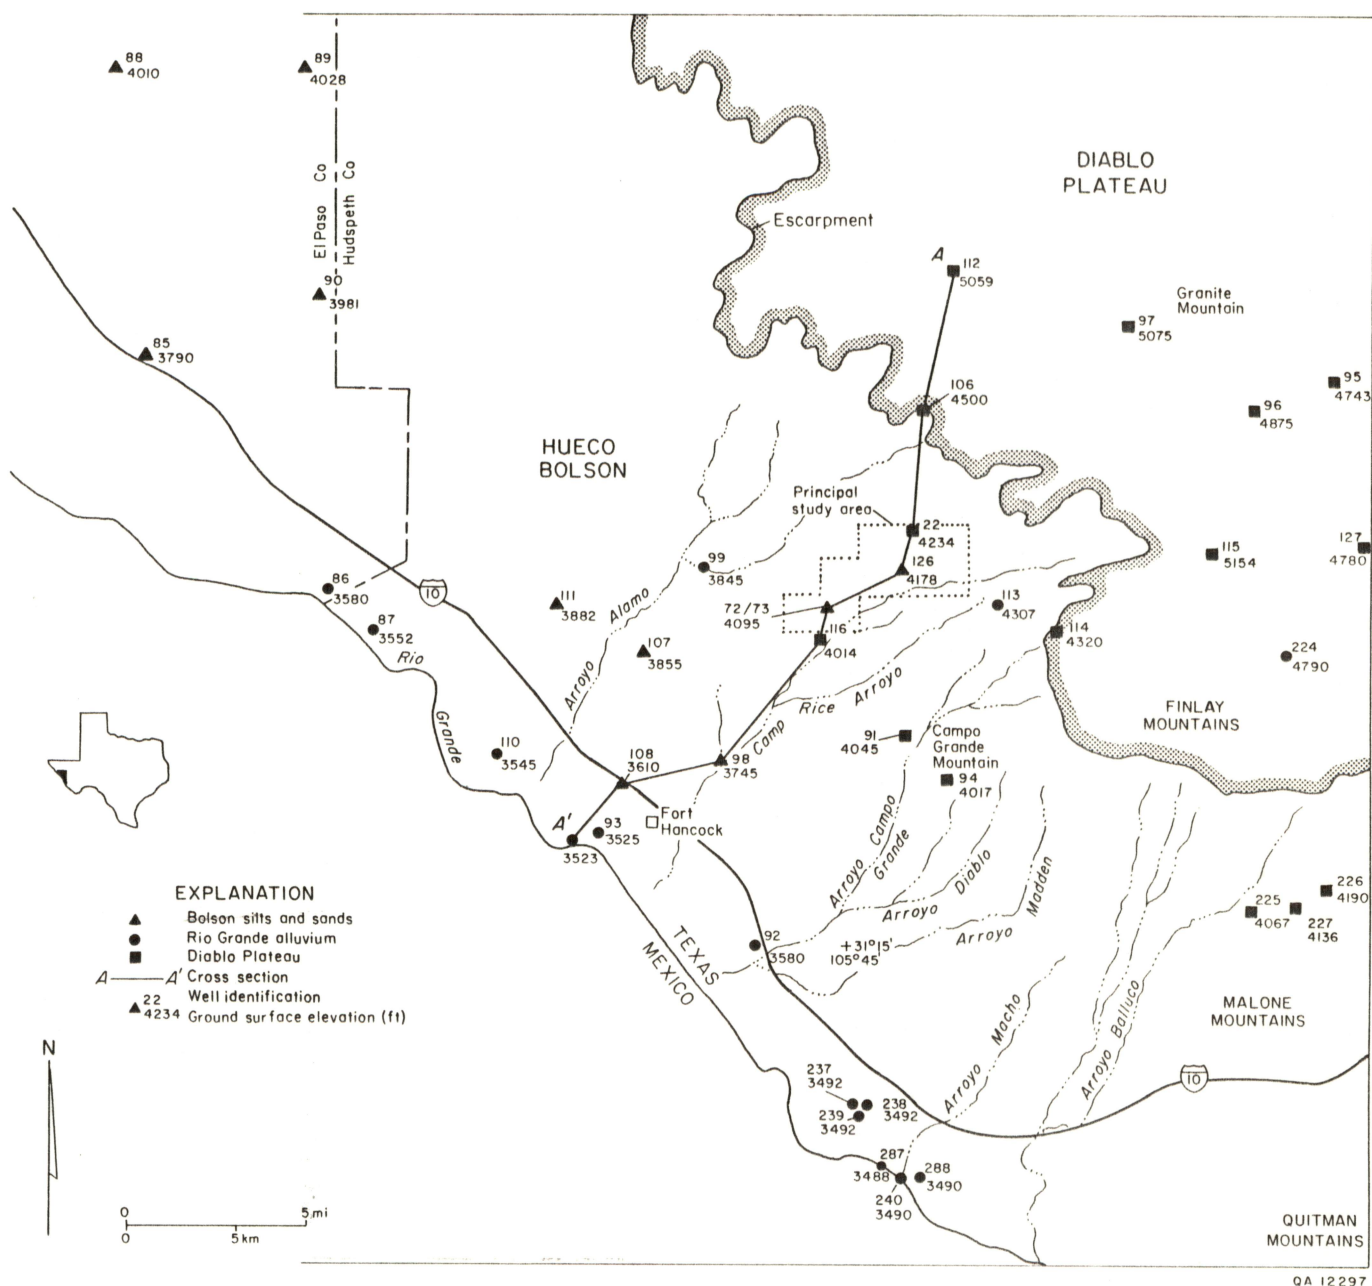 88
4010
89
4028
DIABLO
PLATEAU
El Paso Co
Hudspeth Co
Escarpment
A
112
5059
90
3981
Granite
Mountain
97
5075
85
3790
95
4743
106
4500
96
4875
HUECO
BOLSON
Principal
study area
22
4234
115
5154
127
4780
99
3845
126
4178
86
3580
10
111
3882
Arroyo Alamo
72/73
4095
113
4307
87
3552
116
4014
114
4320
107
3855
224
4790
Rio Grande
Camp Rice Arroyo
FINLAY
MOUNTAINS
91
4045
Campo
Grande
Mountain
110
3545
108
3610
98
3745
94
4017
A'
3523
93
3525
Fort
Hancock
Arroyo Campo
Grande
Arroyo Diablo
Arroyo Madden
EXPLANATION
Bolson silts and sands
Rio Grande alluvium
Diablo Plateau
A A' Cross section
22 Well identification
4234 Ground surface elevation (ft)
226
4190
225
4067
227
4136
92
3580
+31°15'
105°45'
TEXAS
MEXICO
MALONE
MOUNTAINS
Arroyo Macho
Arroyo Balluco
N
10
237
3492
238
3492
239
3492
287
3488
288
3490
240
3490
0 5 mi
0 5 km
QUITMAN
MOUNTAINS
QA 12297